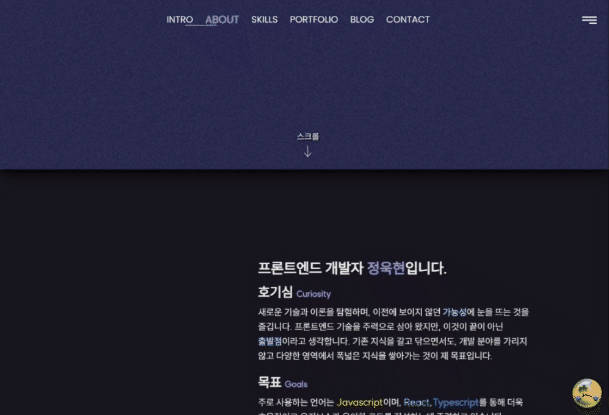 INTRO ABOUT SKILLS PORTFOLIO BLOG CONTACT
스크롤
프론트엔드 개발자 정욱현입니다.
호기심 Curiosity
새로운 기술과 이론을 탐험하며, 이전에 보이지 않던 가능성에 눈을 뜨는 것을
즐깁니다. 프론트엔드 기술을 주력으로 삼아 왔지만, 이것이 끝이 아닌
출발점이라고 생각합니다. 기존 지식을 갈고 닦으면서도, 개발 분야를 가리지
않고 다양한 영역에서 폭넓은 지식을 쌓아가는 것이 제 목표입니다.
목표 Goals
주로 사용하는 언어는 Javascript이며, React, Typescript를 통해 더욱